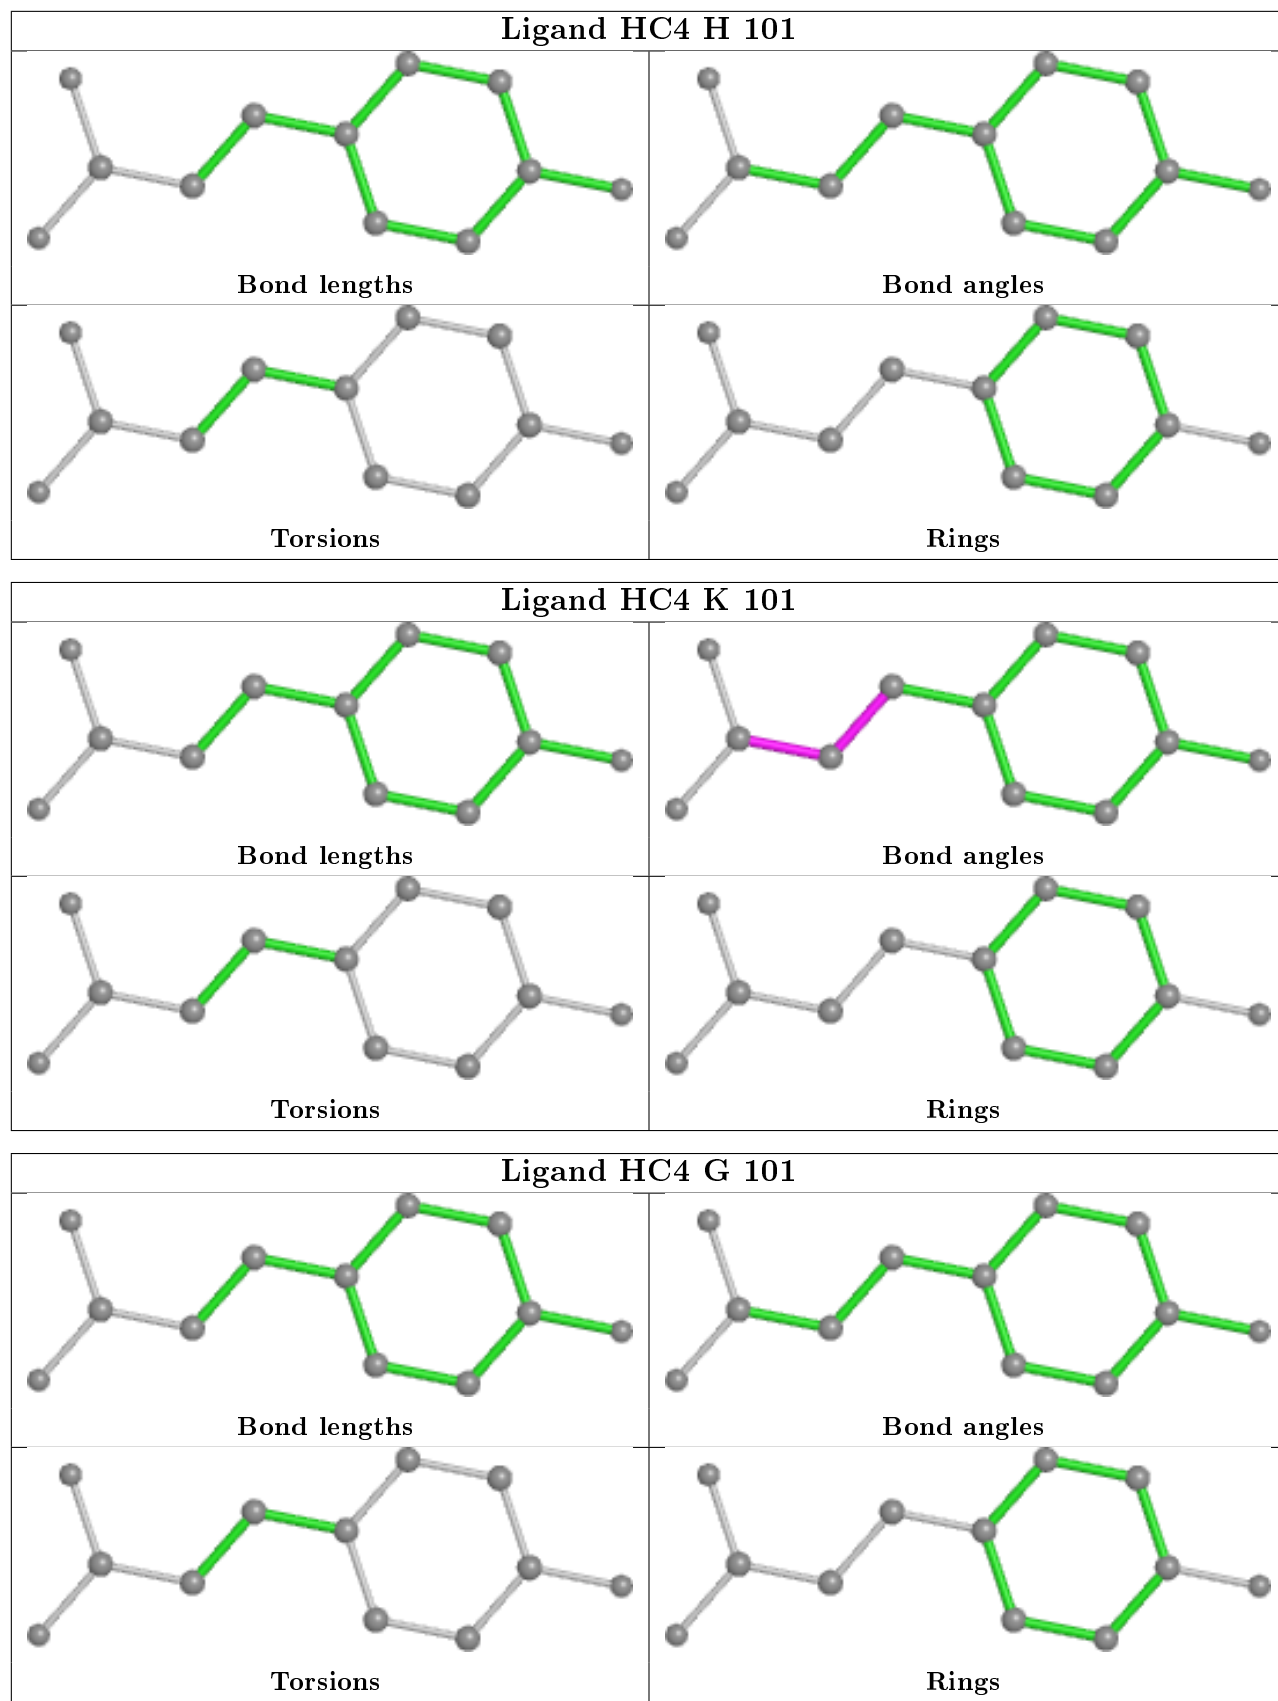 Ligand HC4 H 101
Bond lengths
Bond angles
Torsions
Rings
Ligand HC4 K 101
Bond lengths
Bond angles
Torsions
Rings
Ligand HC4 G 101
Bond lengths
Bond angles
Torsions
Rings